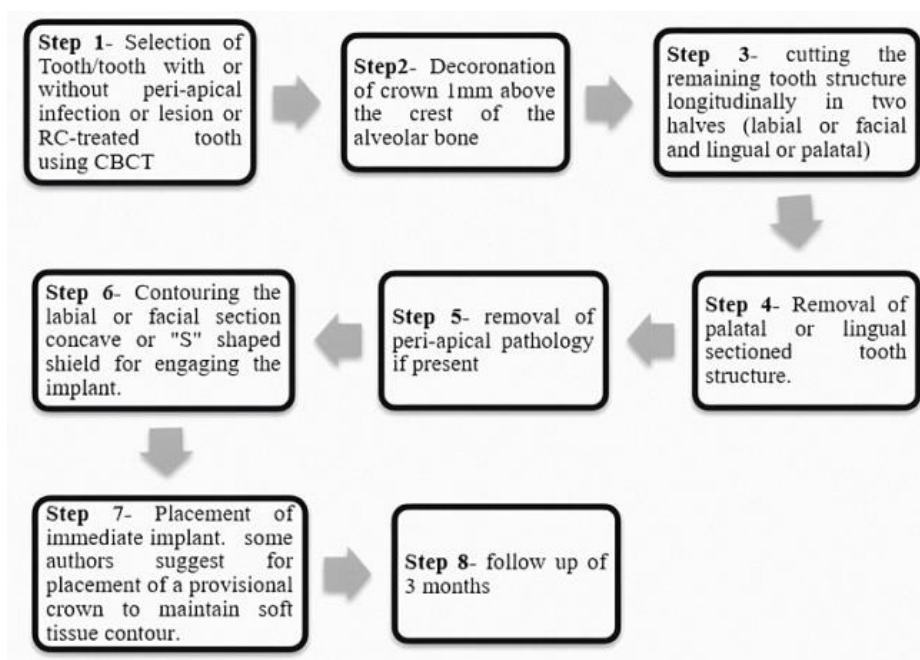 Step 1- Selection of
Tooth/tooth with or
without peri-apical
infection or lesion or
RC-treated tooth
using CBCT
Step2- Decoronation
of crown 1mm above
the crest of the
alveolar bone
Step 3- cutting the
remaining tooth structure
longitudinally in two
halves (labial or facial
and lingual or palatal)
Step 4- Removal of
palatal or lingual
sectioned tooth
structure.
Step 5- removal of
peri-apical pathology
if present
Step 6- Contouring the
labial or facial section
concave or "S" shaped
shield for engaging the
implant.
Step 7- Placement of
immediate implant. some
authors suggest for
placement of a provisional
crown to maintain soft
tissue contour.
Step 8- follow up of
3 months